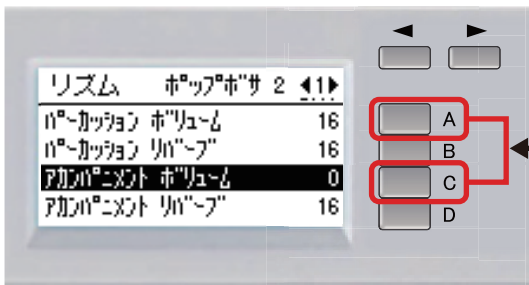 リズム ポップボサ 2 ◀1▶
パーカッション ボリューム 16
パーカッション リバーブ 16
アカンパニメント ボリューム 0
アカンパニメント リバーブ 16
A
B
C
D